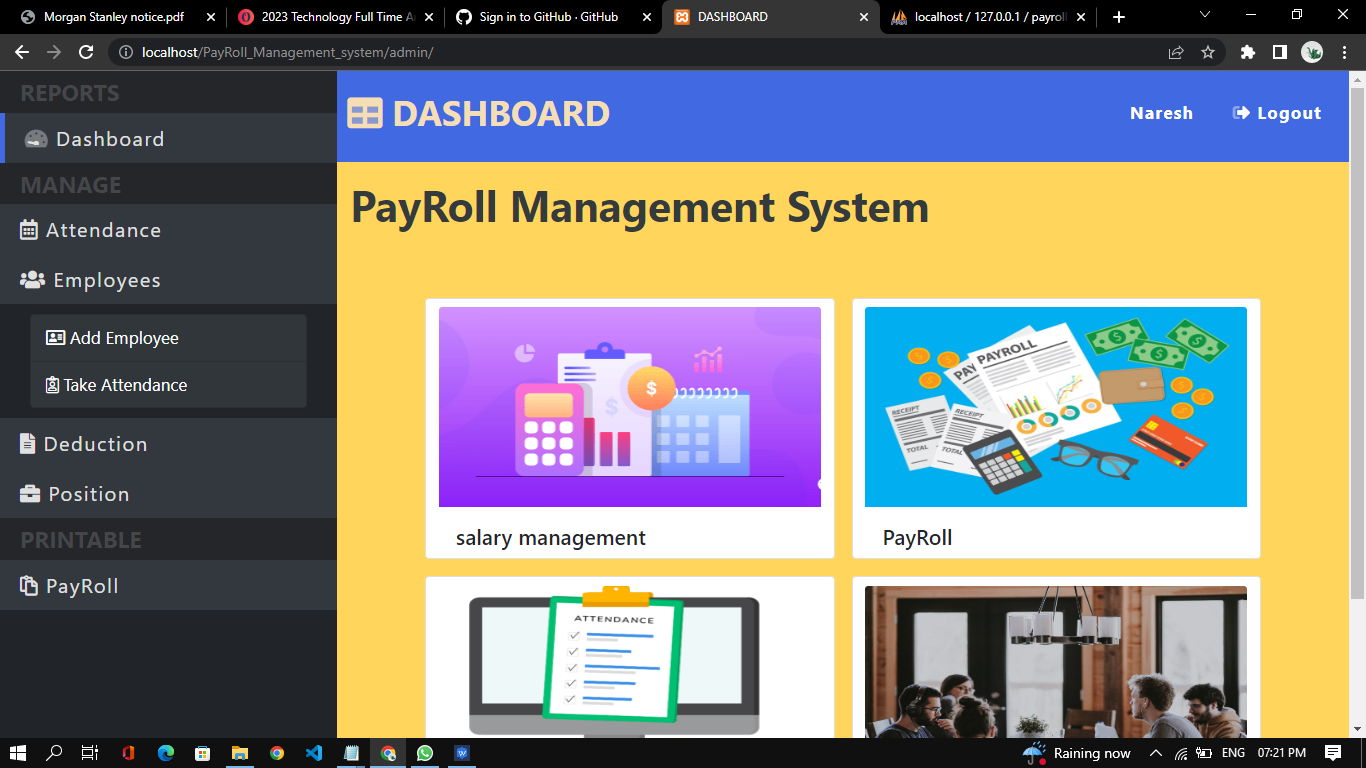 Morgan Stanley notice.pdf
2023 Technology Full Time A
Sign in to GitHub · GitHub
DASHBOARD
localhost / 127.0.0.1 / payroll
localhost/PayRoll_Management_system/admin/
REPORTS
Dashboard
MANAGE
Attendance
Employees
Add Employee
Take Attendance
Deduction
Position
PRINTABLE
PayRoll
DASHBOARD
Naresh
Logout
PayRoll Management System
$
$
salary management
PAYROLL
PAY
RECEIPT
RECEIPT
TOTAL
TOTAL
PayRoll
ATTENDANCE
Raining now
ENG
07:21 PM